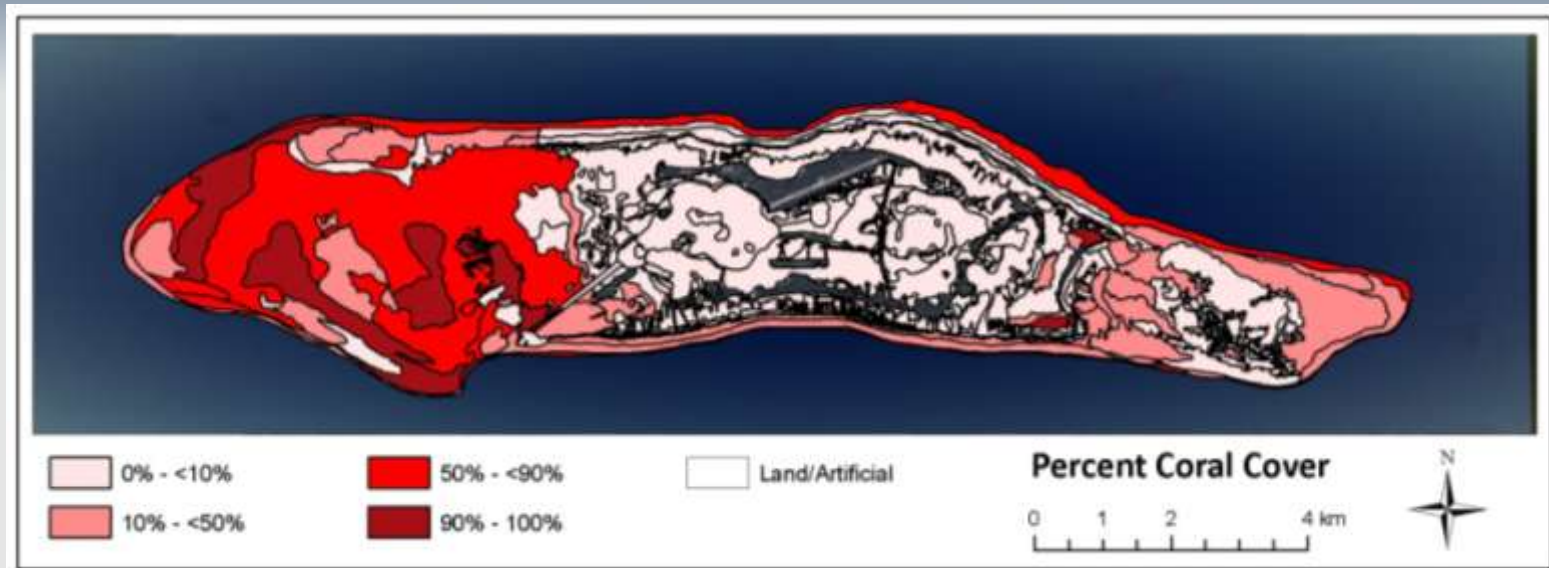 0% - <10%
10% - <50%
50% - <90%
90% - 100%
Land/Artificial
Percent Coral Cover
0 1 2 4 km
N